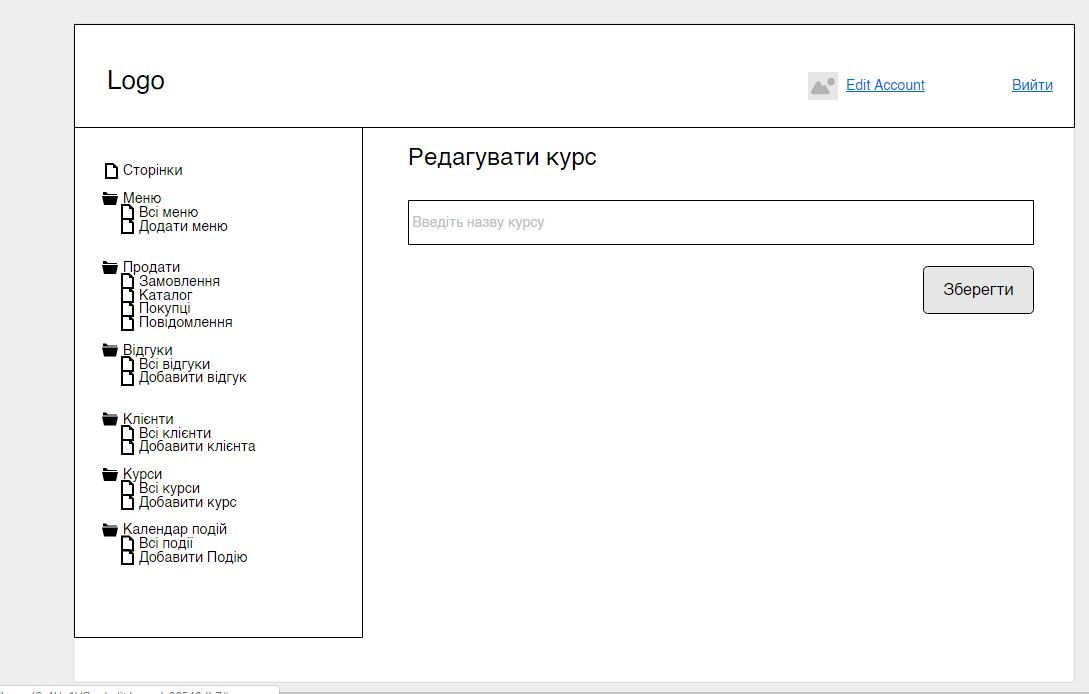 Logo
Edit Account
Вийти
Сторінки
Меню
Всі меню
Додати меню
Продати
Замовлення
Каталог
Покупці
Повідомлення
Відгуки
Всі відгуки
Добавити відгук
Клієнти
Всі клієнти
Добавити клієнта
Курси
Всі курси
Добавити курс
Календар подій
Всі події
Добавити Подію
Редагувати курс
Введіть назву курсу
Зберегти